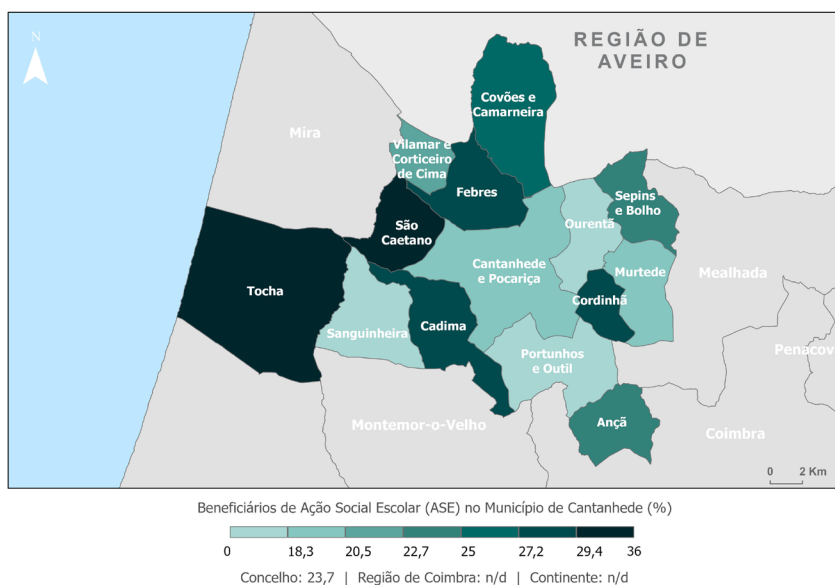 N
REGIÃO DE
AVEIRO
Covões e
Camarneira
Mira
Vilamar e
Corticeiro
de Cima
Febres
Sepins
e Bolho
São
Caetano
Ourentã
Cantanhede
e Pocariça
Murtede
Mealhada
Tocha
Cordinhã
Sanguinheira
Cadima
Portunhos
e Outil
Penacov
Montemor-o-Velho
Ançã
Coimbra
0 2 Km
Beneficiários de Ação Social Escolar (ASE) no Município de Cantanhede (%)
0 18,3 20,5 22,7 25 27,2 29,4 36
Concelho: 23,7 | Região de Coimbra: n/d | Continente: n/d